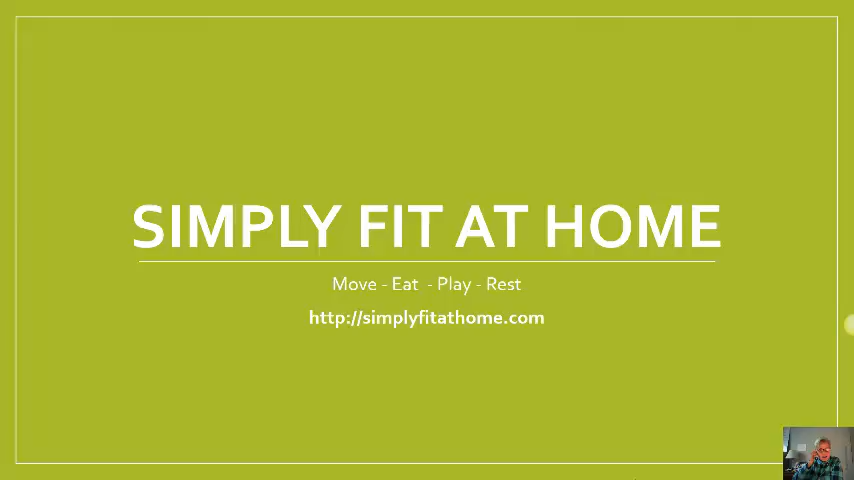 SIMPLY FIT AT HOME
Move - Eat  - Play - Rest
http://simplyfitathome.com